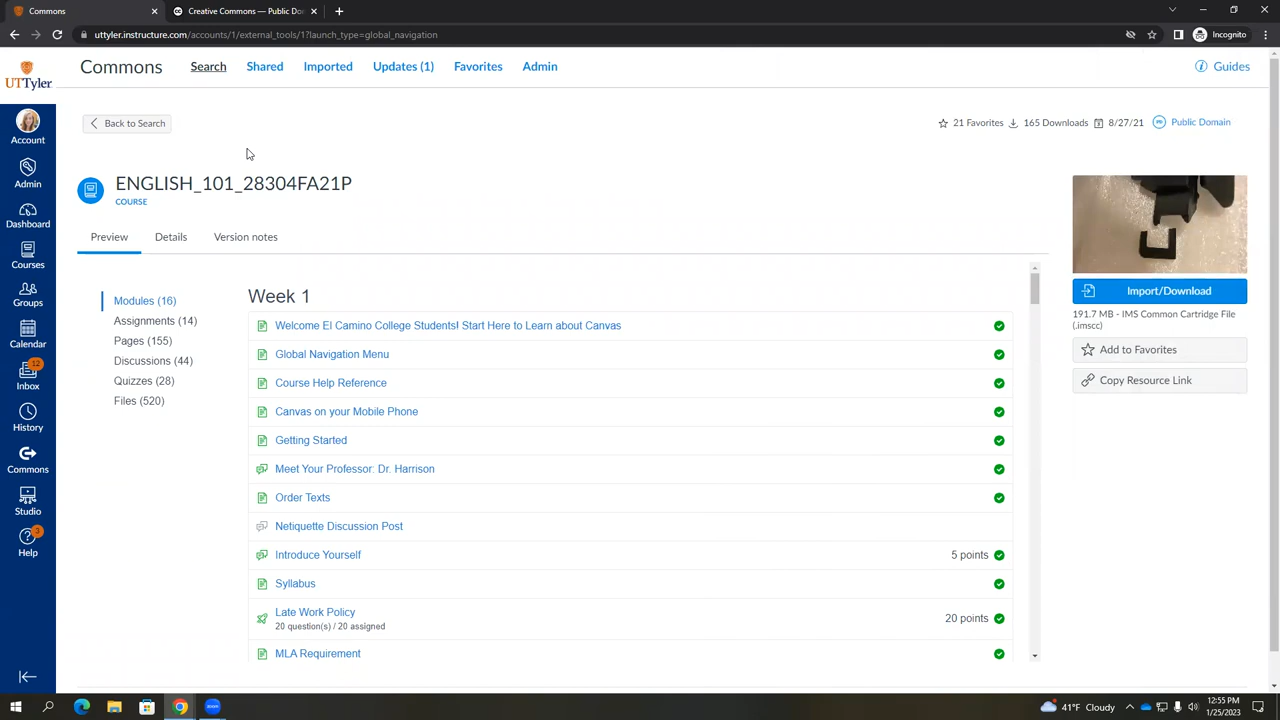 Commons
Creative Commons — Public Do
uttyler.instructure.com/accounts/1/external_tools/1?launch_type=global_navigation
Incognito
UTTyler
Commons
Search
Shared
Imported
Updates (1)
Favorites
Admin
Guides
Account
Admin
Dashboard
Courses
Groups
Calendar
12
Inbox
History
Commons
Studio
3
Help
Back to Search
21 Favorites
165 Downloads
8/27/21
PD
Public Domain
ENGLISH_101_28304FA21P
COURSE
Preview
Details
Version notes
Modules (16)
Assignments (14)
Pages (155)
Discussions (44)
Quizzes (28)
Files (520)
Week 1
Welcome El Camino College Students! Start Here to Learn about Canvas
Global Navigation Menu
Course Help Reference
Canvas on your Mobile Phone
Getting Started
Meet Your Professor: Dr. Harrison
Order Texts
Netiquette Discussion Post
Introduce Yourself
5 points
Syllabus
Late Work Policy
20 question(s) / 20 assigned
20 points
MLA Requirement
Import/Download
191.7 MB - IMS Common Cartridge File
(.imscc)
Add to Favorites
Copy Resource Link
zoom
41°F Cloudy
12:55 PM
1/25/2023